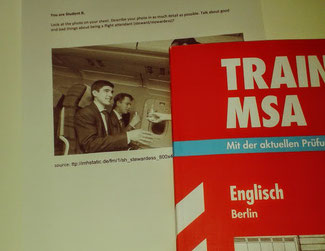 You are Student B.
Look at the photo on your sheet. Describe your photo in as much detail as possible. Talk about good
and bad things about being a flight attendant (steward/stewardess)?
source:
TRAIN
MSA
Mit der aktuellen Prüfu
Englisch
Berlin